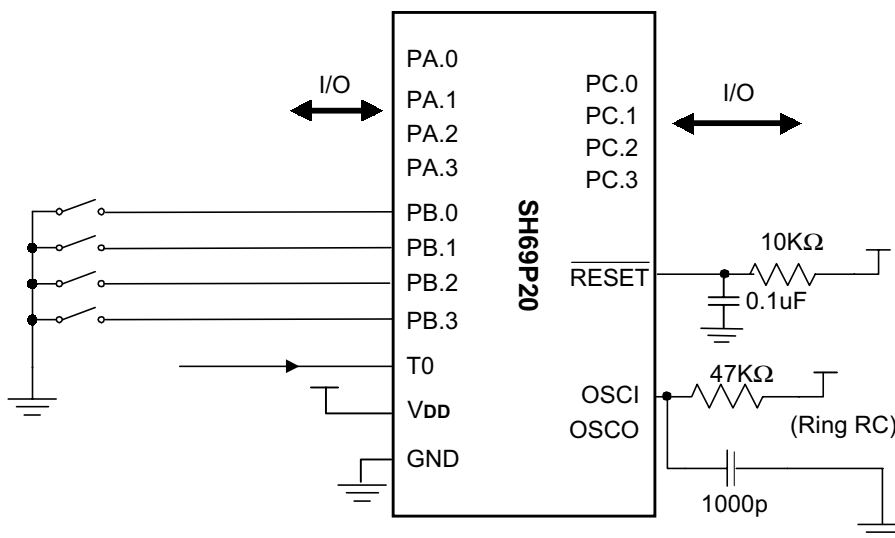 I/O
PA.0
PA.1
PA.2
PA.3
PB.0
PB.1
PB.2
PB.3
T0
VDD
GND
SH69P20
PC.0
PC.1
PC.2
PC.3
I/O
RESET
10KΩ
0.1uF
OSCI
47KΩ
OSCO
(Ring RC)
1000p